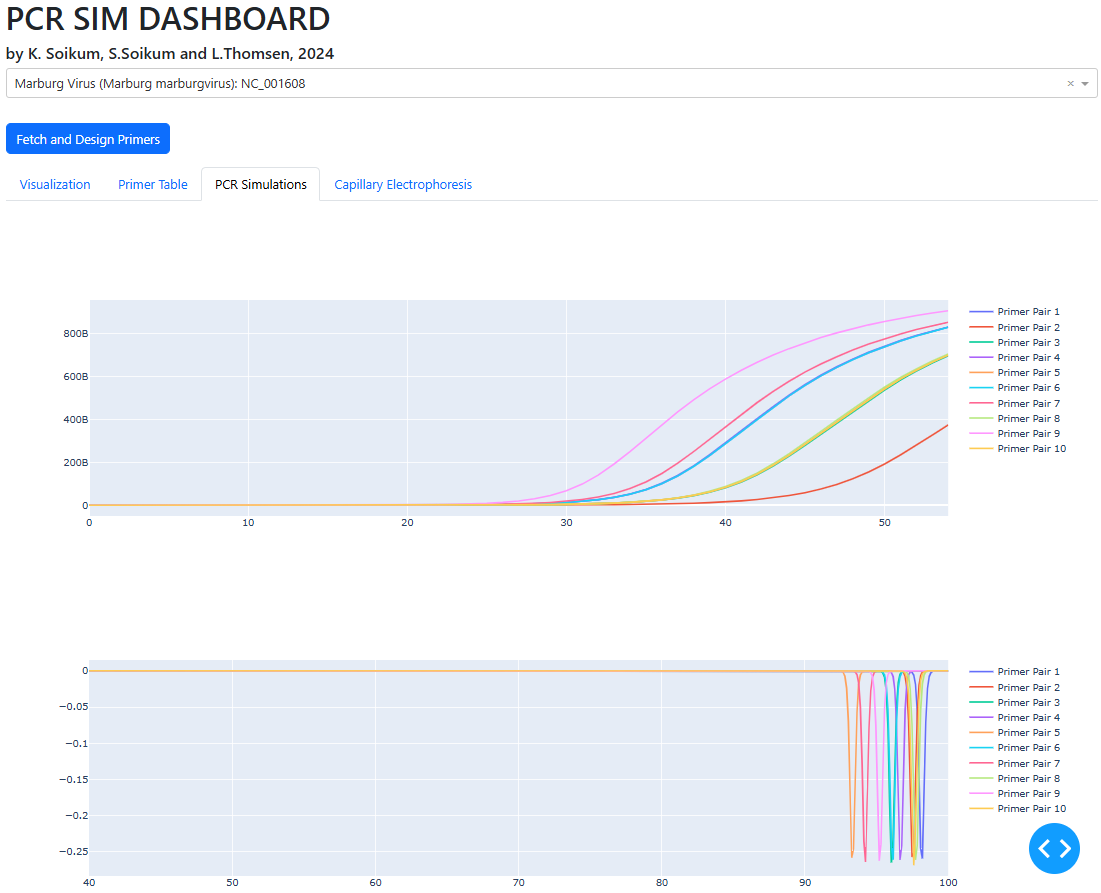 PCR SIM DASHBOARD
by K. Soikum, S.Soikum and L.Thomsen, 2024
Marburg Virus (Marburg marburgvirus): NC_001608
× 
Fetch and Design Primers
Visualization Primer Table PCR Simulations Capillary Electrophoresis
800B
600B
400B
200B
0
0 10 20 30 40 50
Primer Pair 1
Primer Pair 2
Primer Pair 3
Primer Pair 4
Primer Pair 5
Primer Pair 6
Primer Pair 7
Primer Pair 8
Primer Pair 9
Primer Pair 10
0
−0.05
−0.1
−0.15
−0.2
−0.25
40 50 60 70 80 90 100
Primer Pair 1
Primer Pair 2
Primer Pair 3
Primer Pair 4
Primer Pair 5
Primer Pair 6
Primer Pair 7
Primer Pair 8
Primer Pair 9
Primer Pair 10